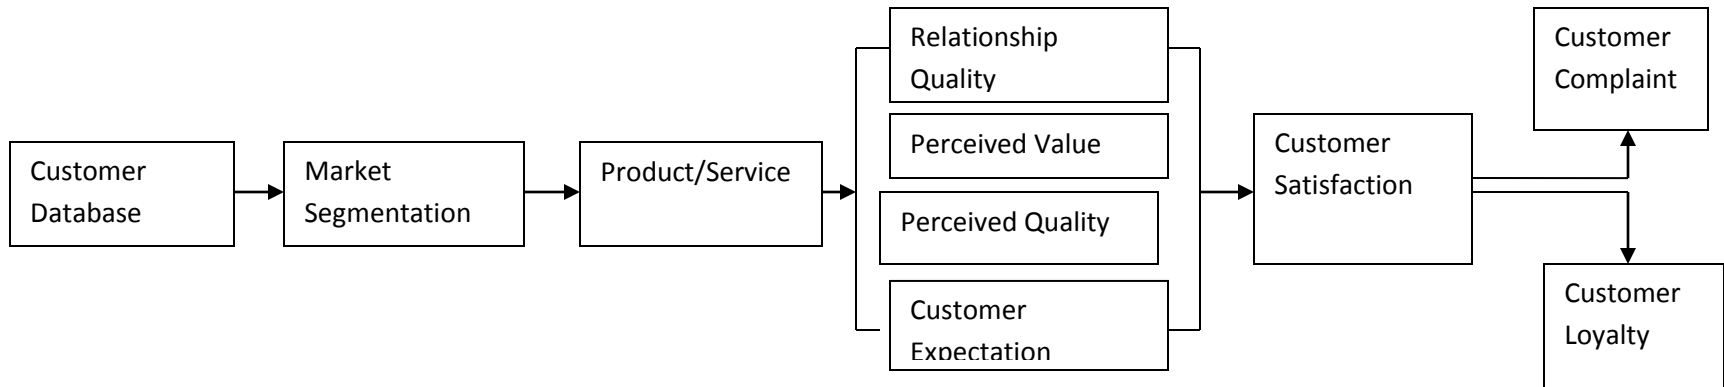 Customer
Database
Market
Segmentation
Product/Service
Relationship
Quality
Perceived Value
Perceived Quality
Customer
Expectation
Customer
Satisfaction
Customer
Complaint
Customer
Loyalty